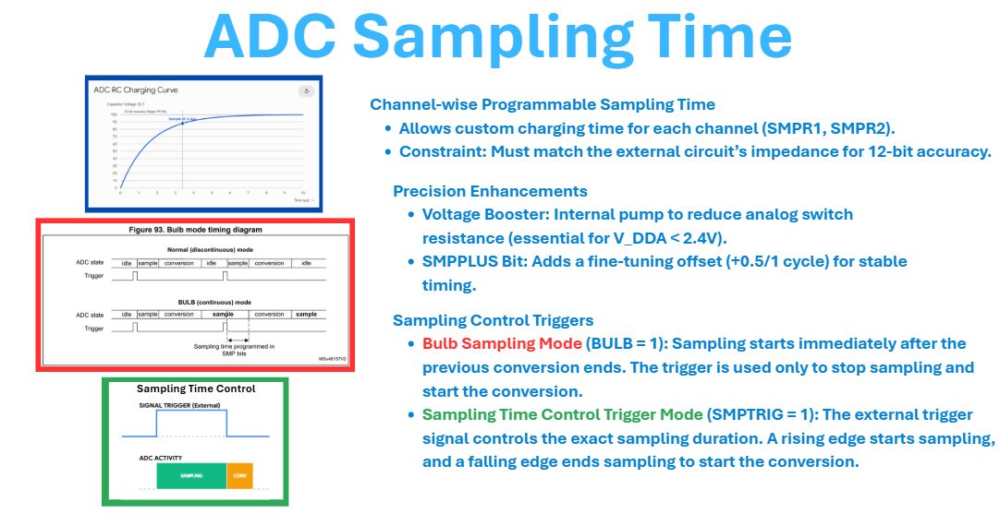 ADC Sampling Time
ADC RC Charging Curve
Capacitor Voltage (%)
100
90
80
70
60
50
40
30
20
10
0
0 1 2 3 4 5 6 7 8 9 10
Time (µs)
Figure 93. Bulb mode timing diagram
Normal (discontinuous) mode
ADC state idle sample conversion idle sample conversion idle
Trigger
BULB (continuous) mode
ADC state idle sample conversion sample conversion sample
Trigger
Sampling time programmed in
SMP bits
MSv46157V2
Sampling Time Control
SIGNAL TRIGGER (External)
ADC ACTIVITY
SAMPLING CONV
Channel-wise Programmable Sampling Time
• Allows custom charging time for each channel (SMPR1, SMPR2).
• Constraint: Must match the external circuit’s impedance for 12-bit accuracy.
Precision Enhancements
• Voltage Booster: Internal pump to reduce analog switch
resistance (essential for V_DDA < 2.4V).
• SMPPLUS Bit: Adds a fine-tuning offset (+0.5/1 cycle) for stable
timing.
Sampling Control Triggers
• Bulb Sampling Mode (BULB = 1): Sampling starts immediately after the
previous conversion ends. The trigger is used only to stop sampling and
start the conversion.
• Sampling Time Control Trigger Mode (SMPTRIG = 1): The external trigger
signal controls the exact sampling duration. A rising edge starts sampling,
and a falling edge ends sampling to start the conversion.